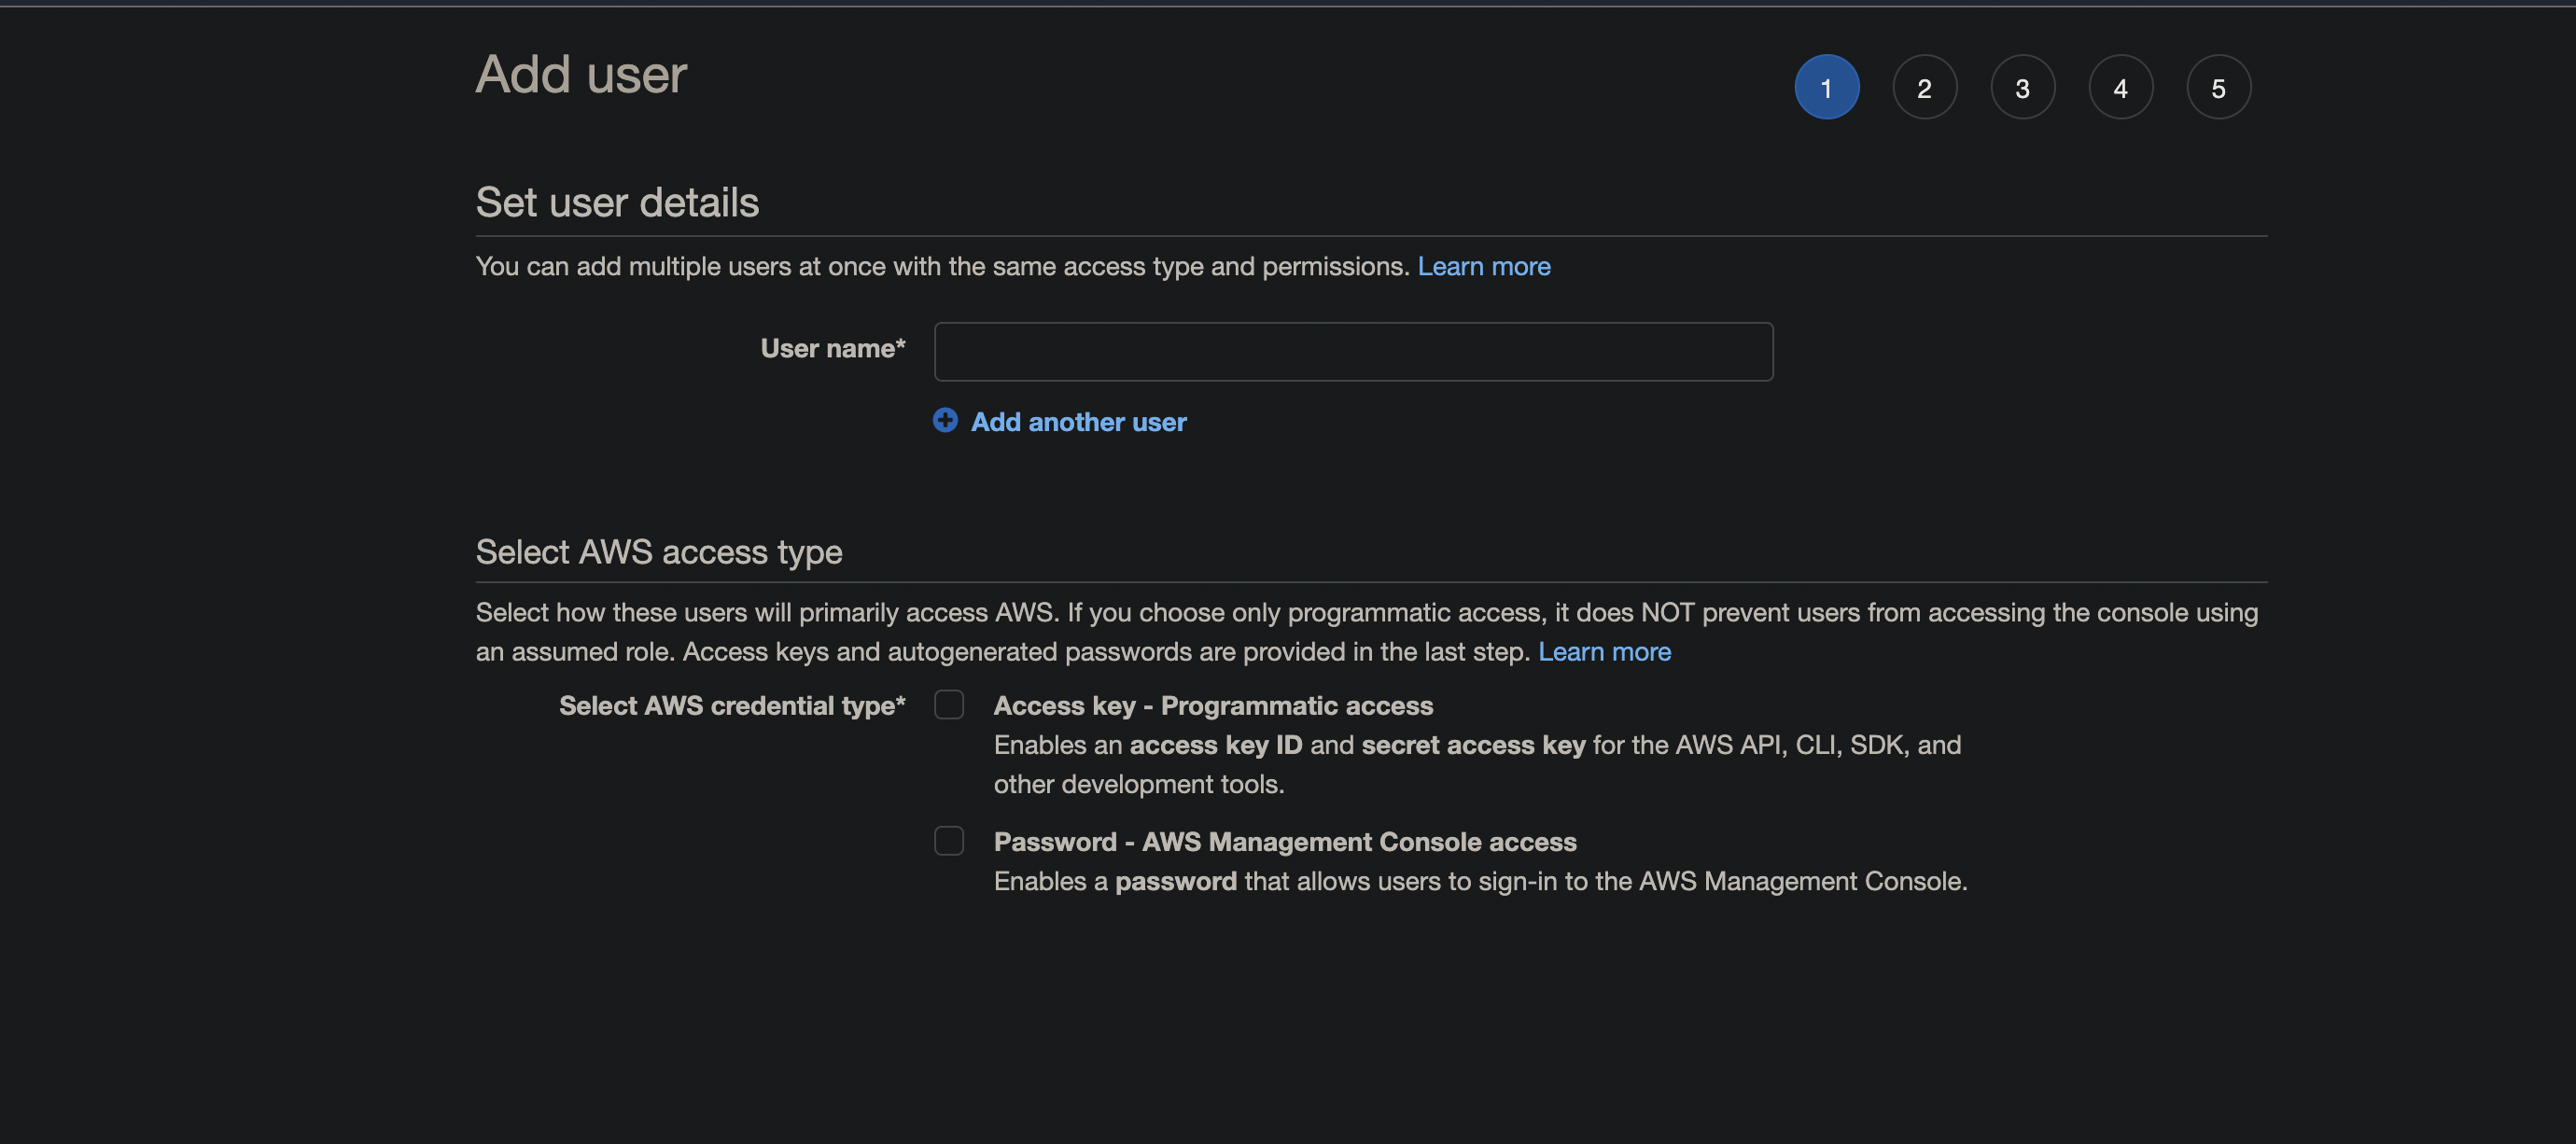 Add user
1 2 3 4 5
Set user details
You can add multiple users at once with the same access type and permissions. Learn more
User name*
Add another user
Select AWS access type
Select how these users will primarily access AWS. If you choose only programmatic access, it does NOT prevent users from accessing the console using
an assumed role. Access keys and autogenerated passwords are provided in the last step. Learn more
Select AWS credential type* Access key - Programmatic access
Enables an access key ID and secret access key for the AWS API, CLI, SDK, and
other development tools.
Password - AWS Management Console access
Enables a password that allows users to sign-in to the AWS Management Console.